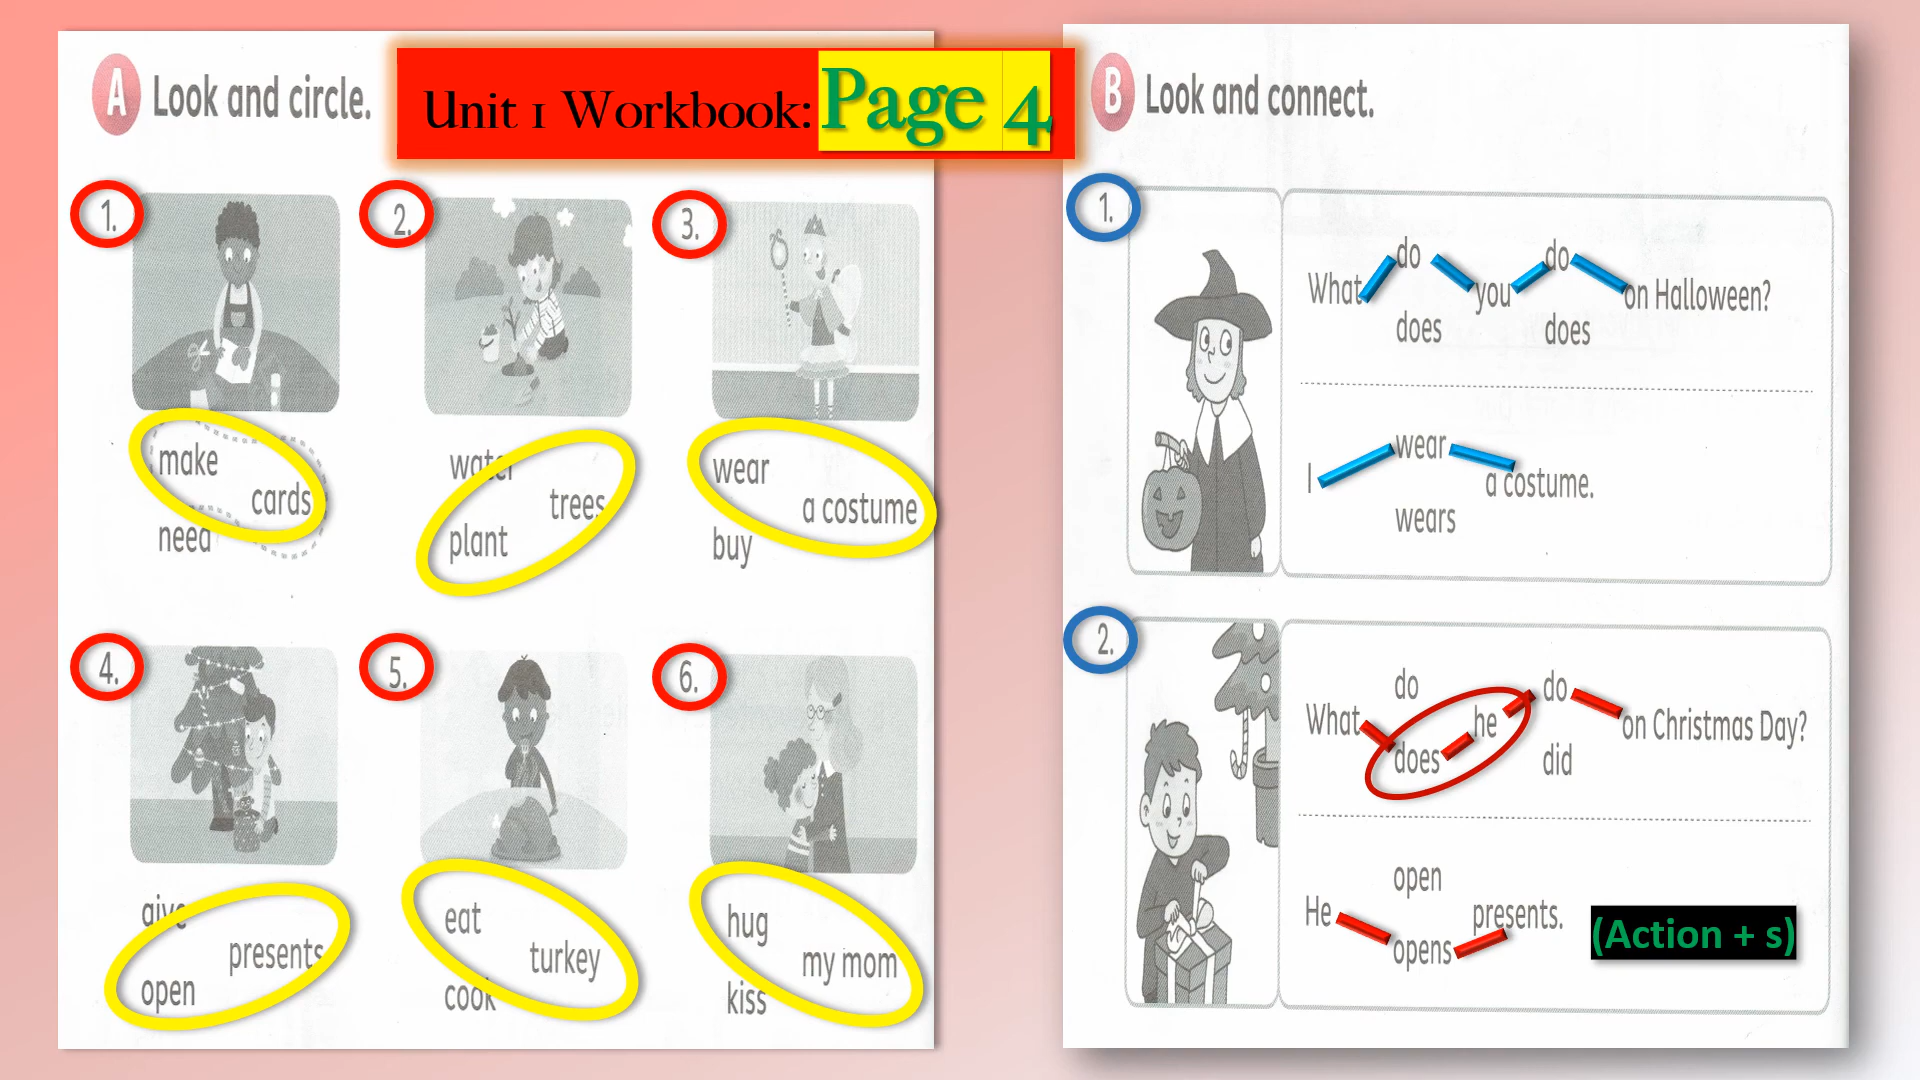 A Look and circle.
Unit 1 Workbook: Page 4
1.
make
cards
need
2.
water
trees
plant
3.
wear
a costume
buy
4.
give
presents
open
5.
eat
turkey
cook
6.
hug
my mom
kiss
B Look and connect.
1.
do do
What you on Halloween?
does does
wear
I a costume.
wears
2.
do do
What he on Christmas Day?
does did
open
He presents.
opens
(Action + s)